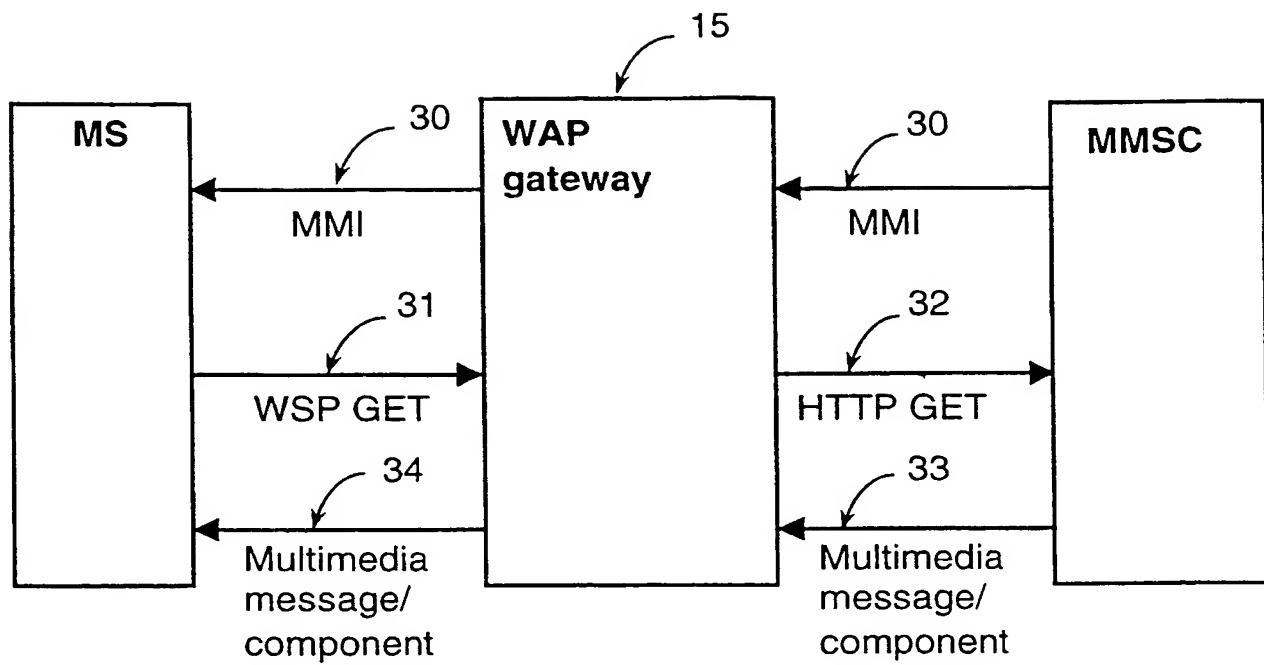 15
MS
30
WAP
gateway
30
MMSC
MMI
MMI
31
32
WSP GET
HTTP GET
34
33
Multimedia
message/
component
Multimedia
message/
component